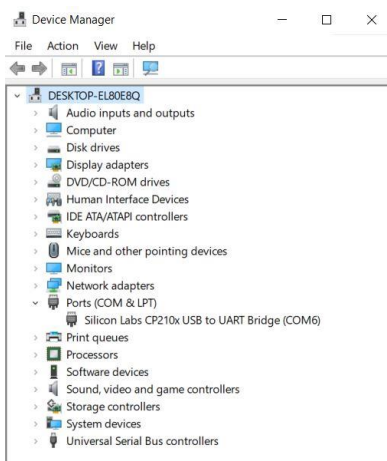 Device Manager
File Action View Help
DESKTOP-EL80E8Q
Audio inputs and outputs
Computer
Disk drives
Display adapters
DVD/CD-ROM drives
Human Interface Devices
IDE ATA/ATAPI controllers
Keyboards
Mice and other pointing devices
Monitors
Network adapters
Ports (COM & LPT)
Silicon Labs CP210x USB to UART Bridge (COM6)
Print queues
Processors
Software devices
Sound, video and game controllers
Storage controllers
System devices
Universal Serial Bus controllers